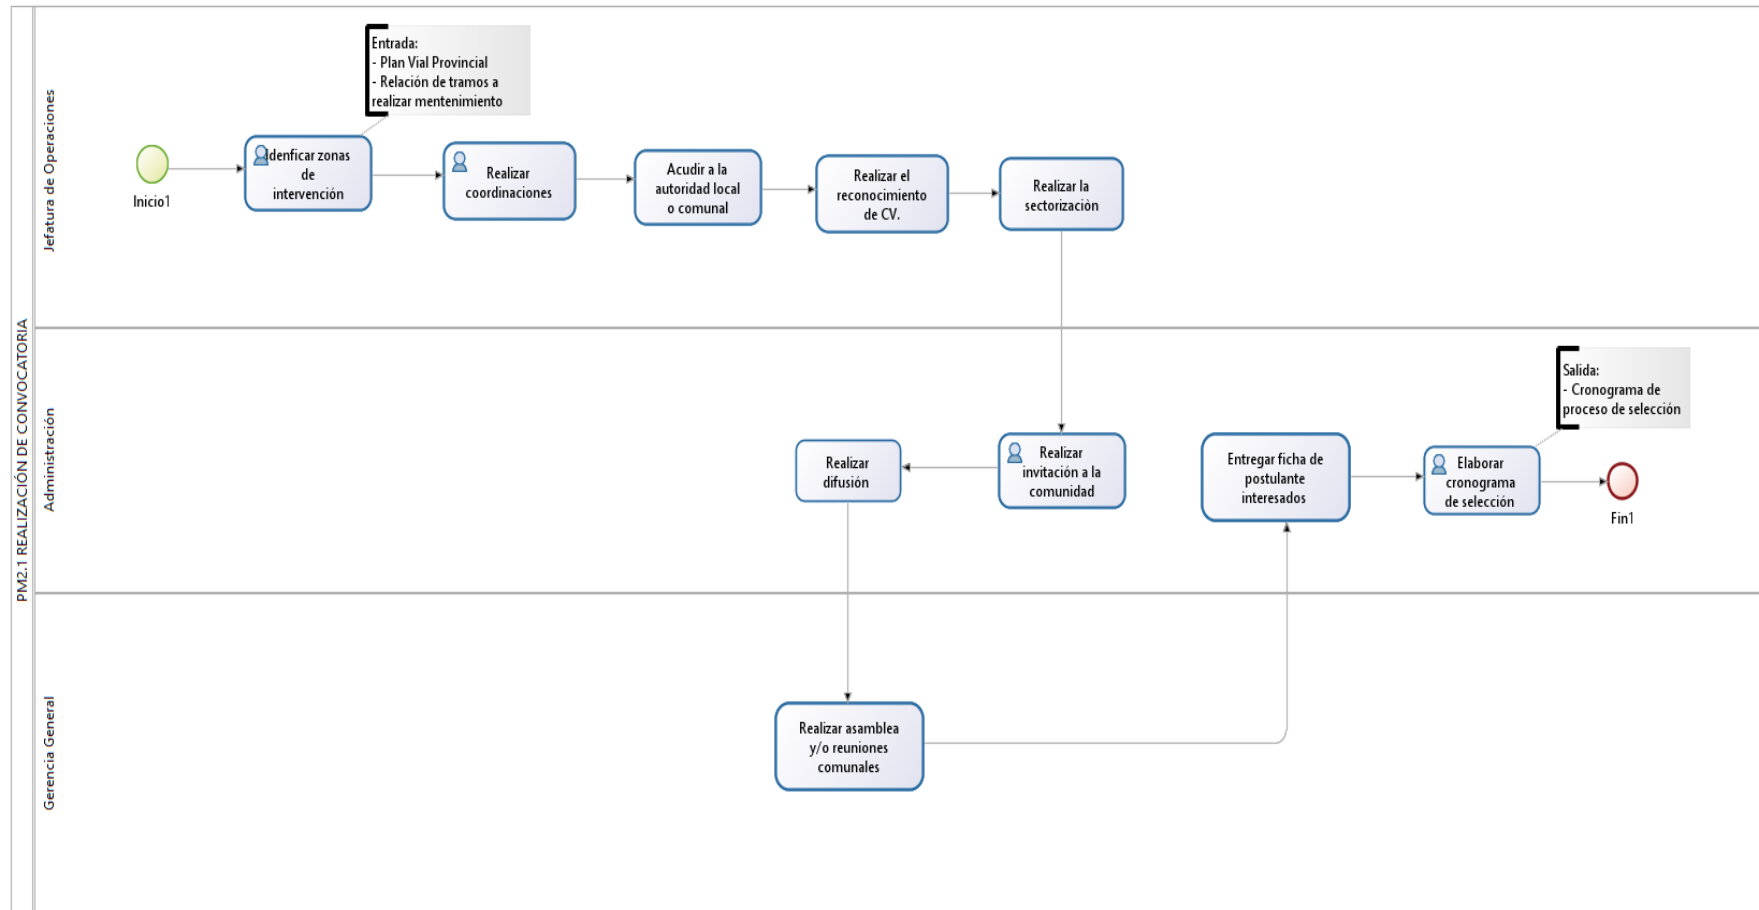 PM2.1 REALIZACIÓN DE CONVOCATORIA
Jefatura de Operaciones
Entrada:
- Plan Vial Provincial
- Relación de tramos a
realizar mentenimiento
Inicio1
Idenficar zonas
de
intervención
Realizar
coordinaciones
Acudir a la
autoridad local
o comunal
Realizar el
reconocimiento
de CV.
Realizar la
sectorizaciòn
Administración
Realizar
invitación a la
comunidad
Realizar
difusión
Entregar ficha de
postulante
interesados
Elaborar
cronograma
de selección
Salida:
- Cronograma de
proceso de selección
Fin1
Gerencia General
Realizar asamblea
y/o reuniones
comunales